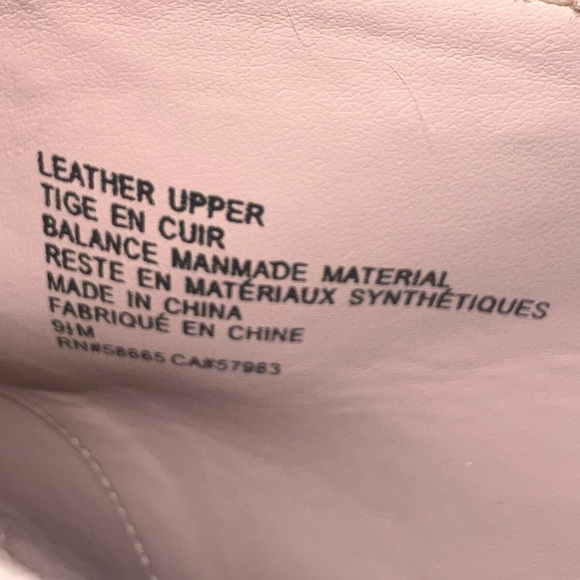 LEATHER UPPER
TIGE EN CUIR
BALANCE MANMADE MATERIAL
RESTE EN MATÉRIAUX SYNTHÉTIQUES
MADE IN CHINA
FABRIQUÉ EN CHINE
9½M
RN#58665 CA#57983